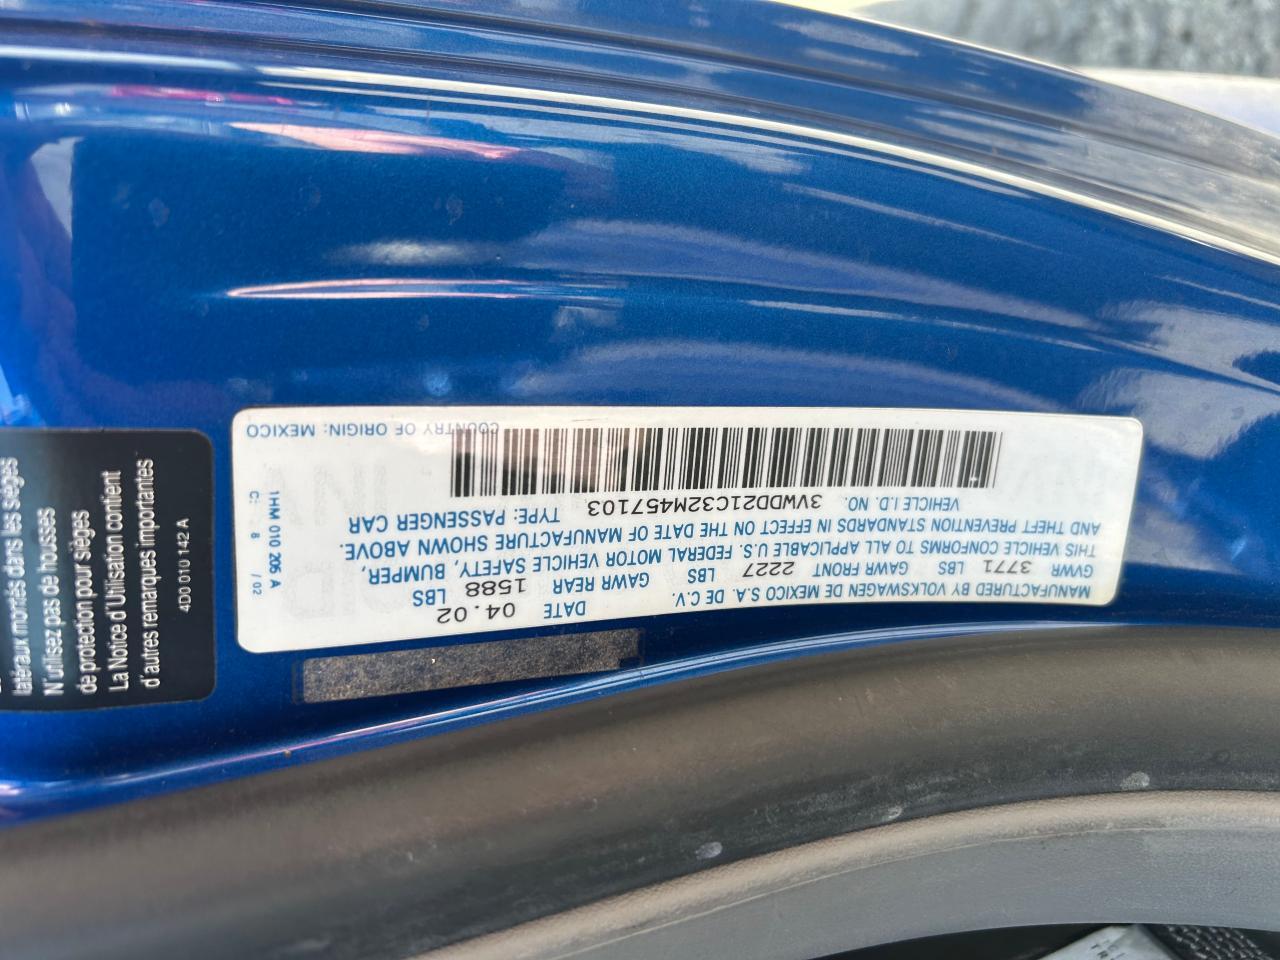 MANUFACTURED BY VOLKSWAGEN DE MEXICO S.A. DE C.V. DATE 04.02
GVWR 3771 LBS GAWR FRONT 2227 LBS GAWR REAR 1588 LBS
THIS VEHICLE CONFORMS TO ALL APPLICABLE U.S. FEDERAL MOTOR VEHICLE SAFETY, BUMPER,
AND THEFT PREVENTION STANDARDS IN EFFECT ON THE DATE OF MANUFACTURE SHOWN ABOVE.
VEHICLE I.D. NO. 3VWDD21C32M457103 TYPE: PASSENGER CAR
COUNTRY OF ORIGIN: MEXICO
1HM 010 205 A
C: 8 /02
latéraux montés dans les sièges
N'utilisez pas de housses
de protection pour sièges
La Notice d'Utilisation contient
d'autres remarques importantes
4D0 010 142 A